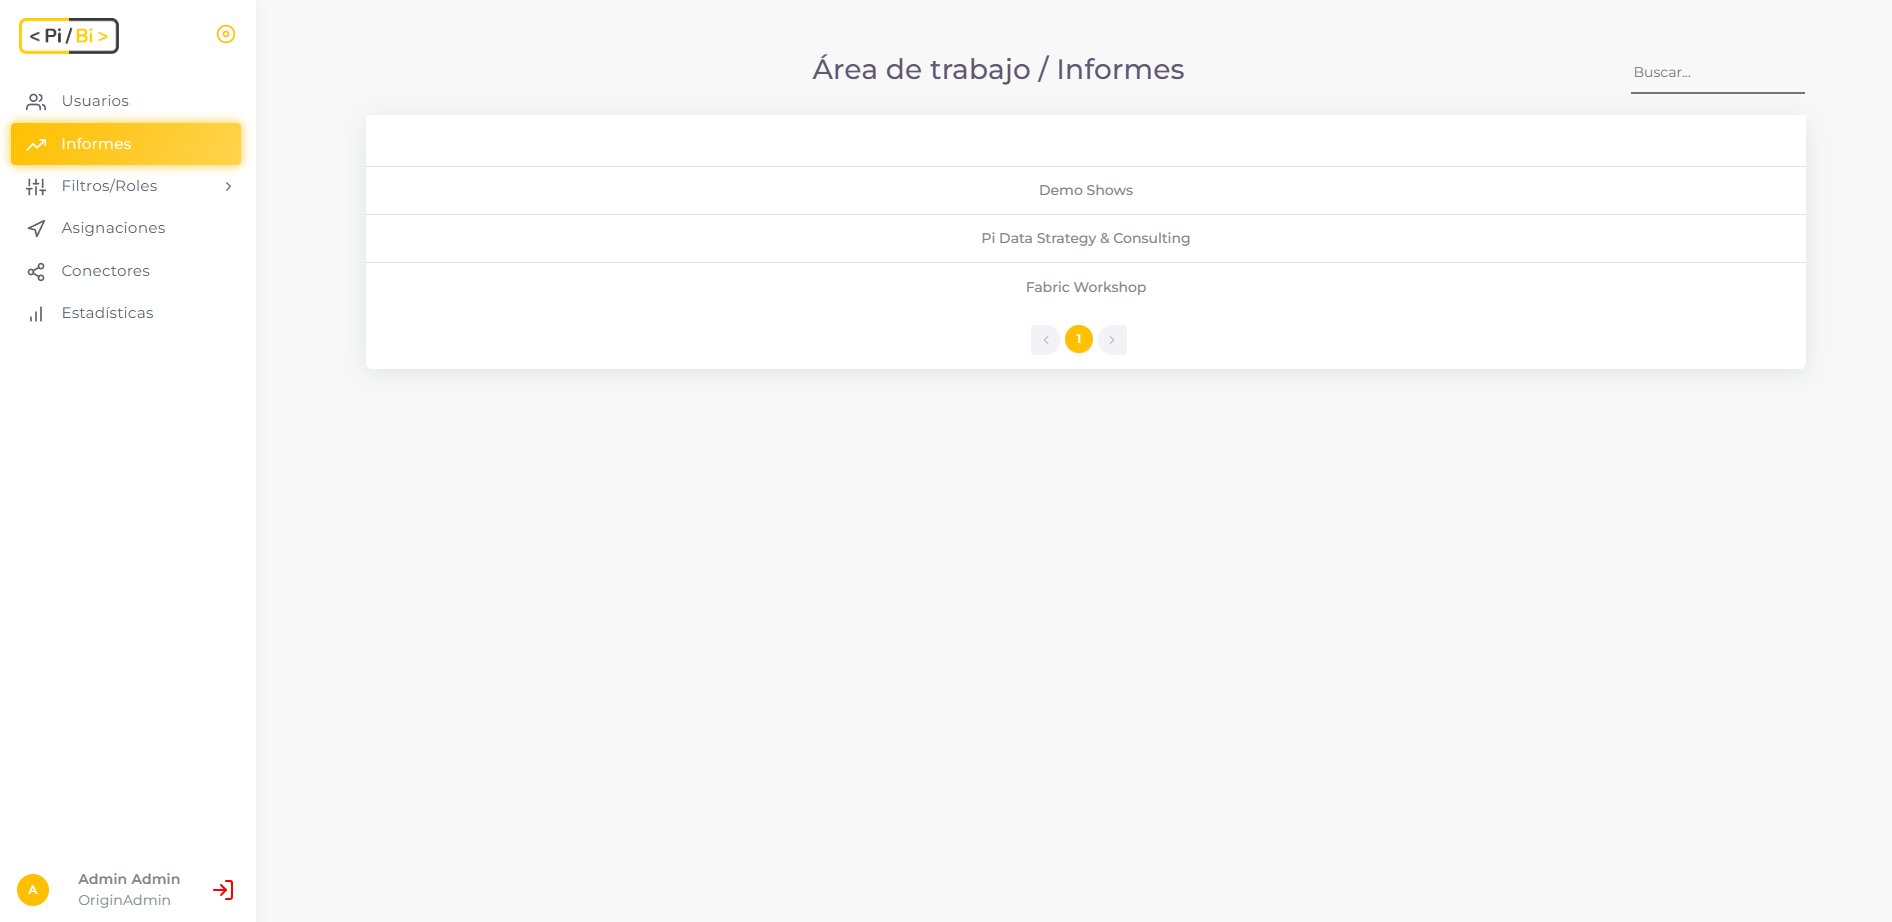 < Pi / Bi >
Usuarios
Informes
Filtros/Roles
Asignaciones
Conectores
Estadísticas
Admin Admin
OriginAdmin
A
Área de trabajo / Informes
Buscar...
Demo Shows
Pi Data Strategy & Consulting
Fabric Workshop
1